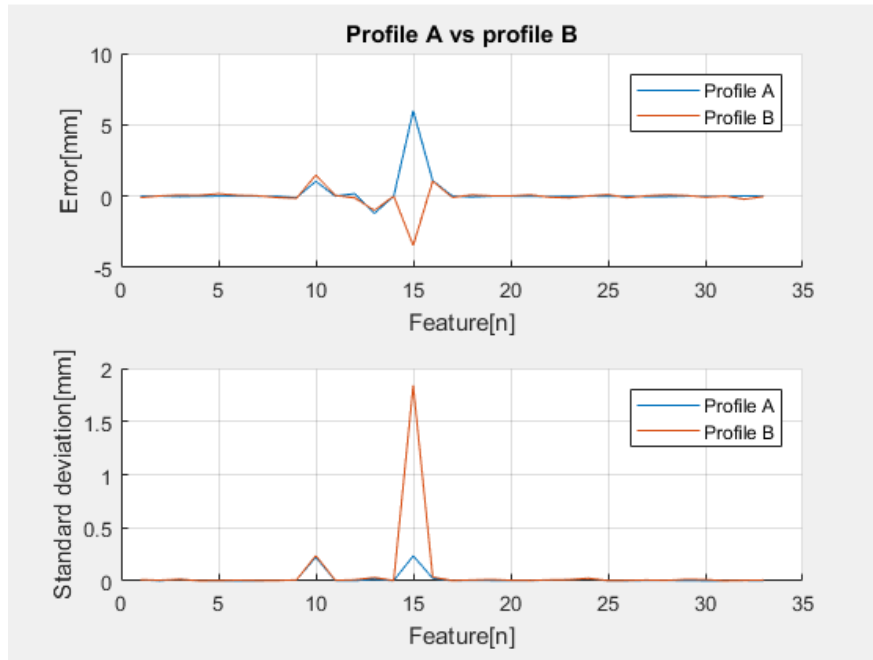 Profile A vs profile B
10
5
0
-5
Error[mm]
Profile A
Profile B
0 5 10 15 20 25 30 35
Feature[n]
2
1.5
1
0.5
0
Standard deviation[mm]
Profile A
Profile B
0 5 10 15 20 25 30 35
Feature[n]